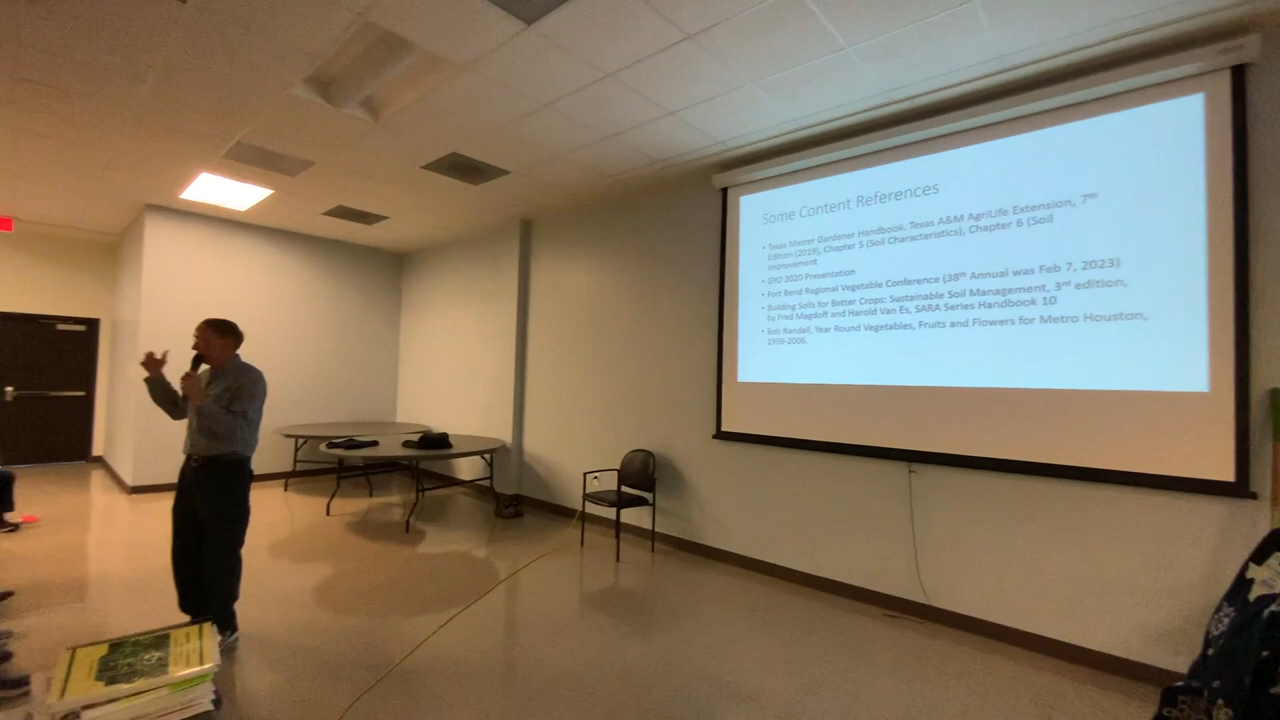 Some Content References
• Texas Master Gardener Handbook. Texas A&M AgriLife Extension, 7th
Edition (2019), Chapter 5 (Soil Characteristics), Chapter 6 (Soil
Improvement
• GYO 2020 Presentation
• Fort Bend Regional Vegetable Conference (38th Annual was Feb 7, 2023)
• Building Soils for Better Crops: Sustainable Soil Management, 3rd edition,
by Fred Magdoff and Harold Van Es, SARA Series Handbook 10
• Bob Randall, Year Round Vegetables, Fruits and Flowers for Metro Houston,
1999-2006.